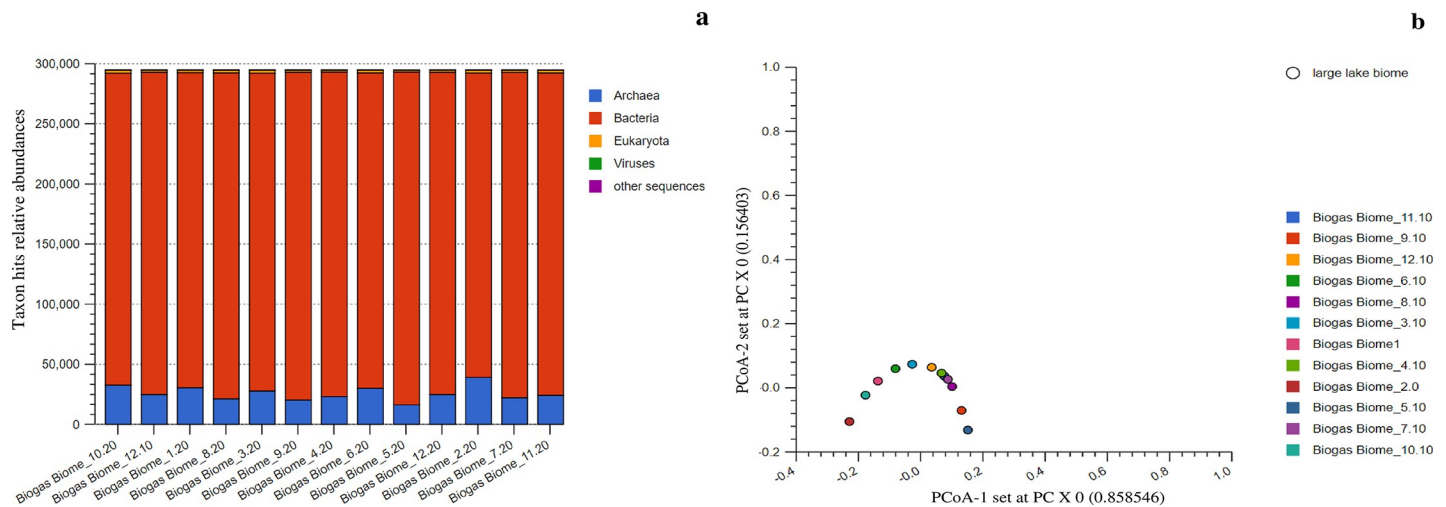 a
300,000
250,000
200,000
150,000
100,000
50,000
0
Taxon hits relative abundances
Biogas Biome_10.20
Biogas Biome_12.10
Biogas Biome_1.20
Biogas Biome_8.20
Biogas Biome_3.20
Biogas Biome_9.20
Biogas Biome_4.20
Biogas Biome_6.20
Biogas Biome_5.20
Biogas Biome_12.20
Biogas Biome_2.20
Biogas Biome_7.20
Biogas Biome_11.20
Archaea
Bacteria
Eukaryota
Viruses
other sequences
b
1.0
0.8
0.6
0.4
0.2
-0.0
-0.2
PCoA-2 set at PC X 0 (0.156403)
-0.4
-0.2
-0.0
0.2
0.4
0.6
0.8
1.0
PCoA-1 set at PC X 0 (0.858546)
large lake biome
Biogas Biome_11.10
Biogas Biome_9.10
Biogas Biome_12.10
Biogas Biome_6.10
Biogas Biome_8.10
Biogas Biome_3.10
Biogas Biome1
Biogas Biome_4.10
Biogas Biome_2.0
Biogas Biome_5.10
Biogas Biome_7.10
Biogas Biome_10.10